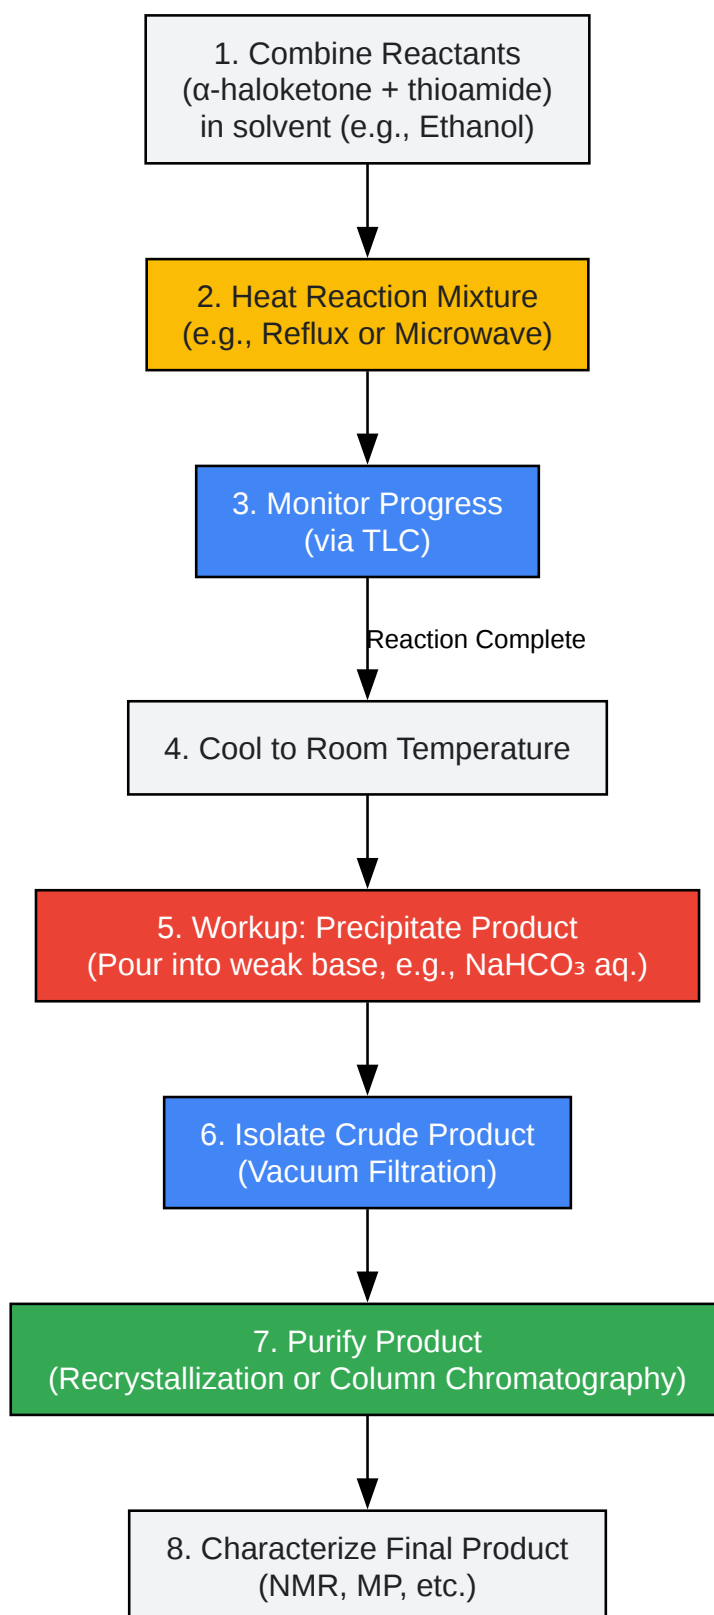 1. Combine Reactants
(α-haloketone + thioamide)
in solvent (e.g., Ethanol)
2. Heat Reaction Mixture
(e.g., Reflux or Microwave)
3. Monitor Progress
(via TLC)
Reaction Complete
4. Cool to Room Temperature
5. Workup: Precipitate Product
(Pour into weak base, e.g., NaHCO₃ aq.)
6. Isolate Crude Product
(Vacuum Filtration)
7. Purify Product
(Recrystallization or Column Chromatography)
8. Characterize Final Product
(NMR, MP, etc.)